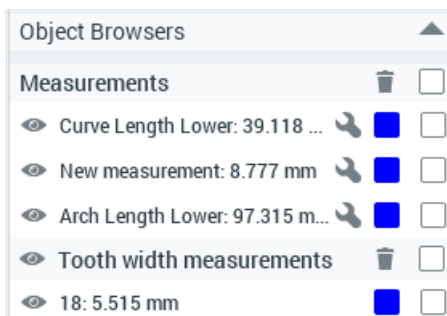 Object Browsers
Measurements
Curve Length Lower: 39.118 ...
New measurement: 8.777 mm
Arch Length Lower: 97.315 m...
Tooth width measurements
18: 5.515 mm